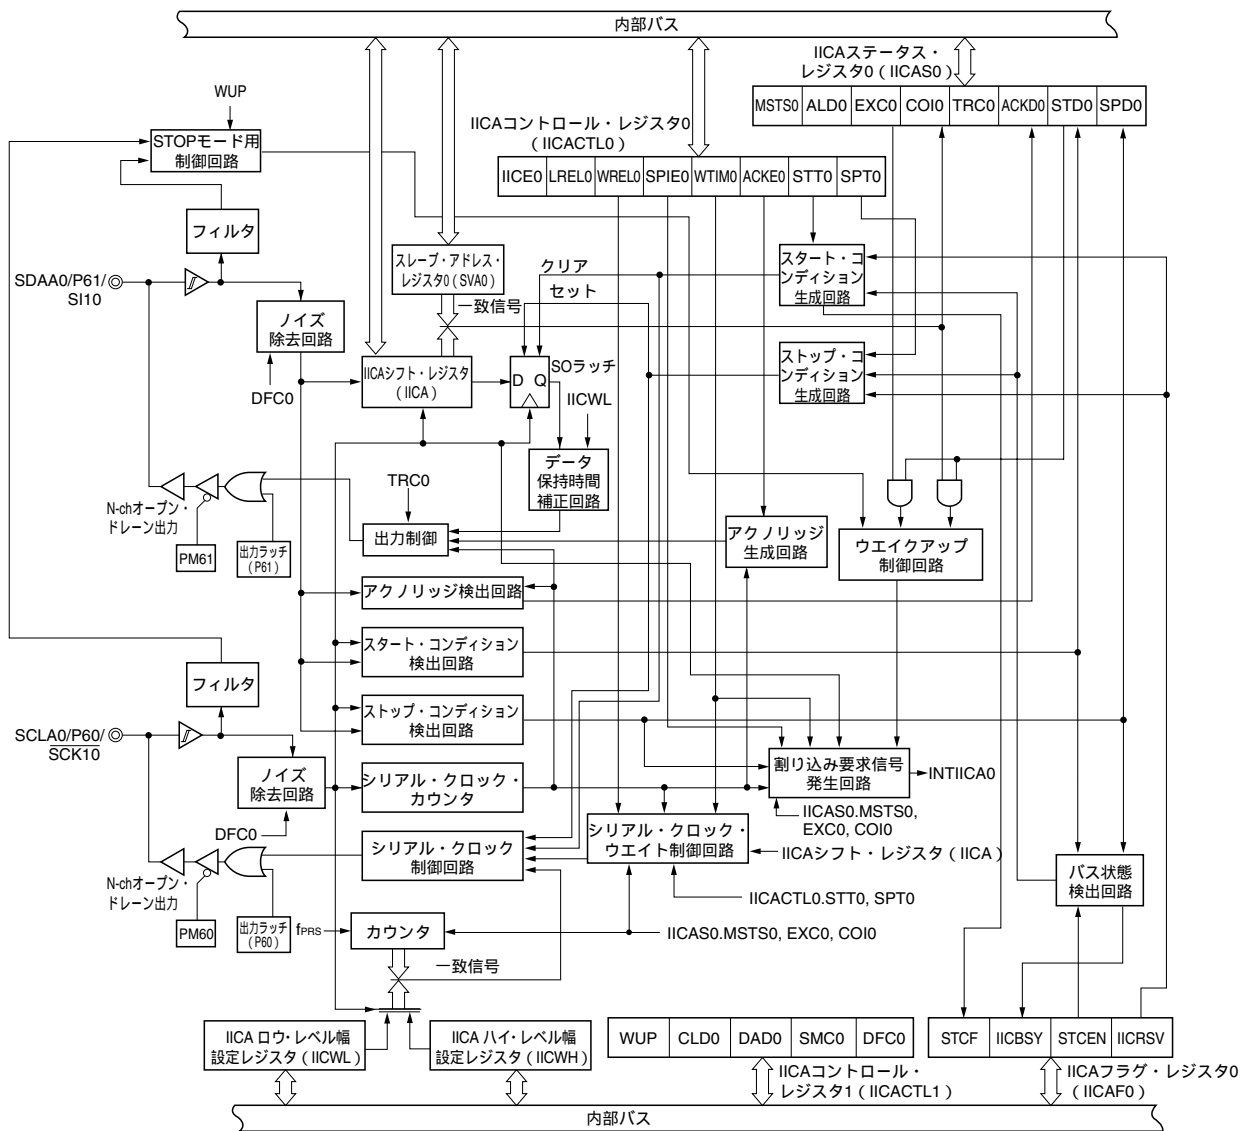 内部バス
IICAステータス・
レジスタ0（IICAS0）
MSTS0 ALD0 EXC0 COI0 TRC0 ACKD0 STD0 SPD0
WUP
STOPモード用
制御回路
IICAコントロール・レジスタ0
（IICACTL0）
IICE0 LREL0 WREL0 SPIE0 WTIM0 ACKE0 STT0 SPT0
フィルタ
スレーブ・アドレス・
レジスタ0（SVA0）
クリア
セット
スタート・コ
ンディション
生成回路
SDAA0/P61/
SI10
一致信号
ノイズ
除去回路
DFC0
IICAシフト・レジスタ
（IICA）
D Q
SOラッチ
IICWL
ストップ・コ
ンディション
生成回路
データ
保持時間
補正回路
TRC0
N-chオープン・
ドレーン出力
PM61
出力ラッチ
（P61）
出力制御
アクノリッジ
生成回路
ウエイクアップ
制御回路
アクノリッジ検出回路
スタート・コンディション
検出回路
フィルタ
ストップ・コンディション
検出回路
SCLA0/P60/
SCK10
ノイズ
除去回路
DFC0
シリアル・クロック・
カウンタ
割り込み要求信号
発生回路
INTIICA0
IICAS0.MSTS0,
EXC0, COI0
シリアル・クロック
制御回路
シリアル・クロック・
ウエイト制御回路
IICAシフト・レジスタ（IICA）
バス状態
検出回路
N-chオープン・
ドレーン出力
PM60
出力ラッチ
（P60）
IICACTL0.STT0, SPT0
fPRS
カウンタ
IICAS0.MSTS0, EXC0, COI0
一致信号
IICA ロウ・レベル幅
設定レジスタ（IICWL）
IICA ハイ・レベル幅
設定レジスタ（IICWH）
WUP CLD0 DAD0 SMC0 DFC0
STCF IICBSY STCEN IICRSV
IICAコントロール・
レジスタ1（IICACTL1）
IICAフラグ・レジスタ0
（IICAF0）
内部バス